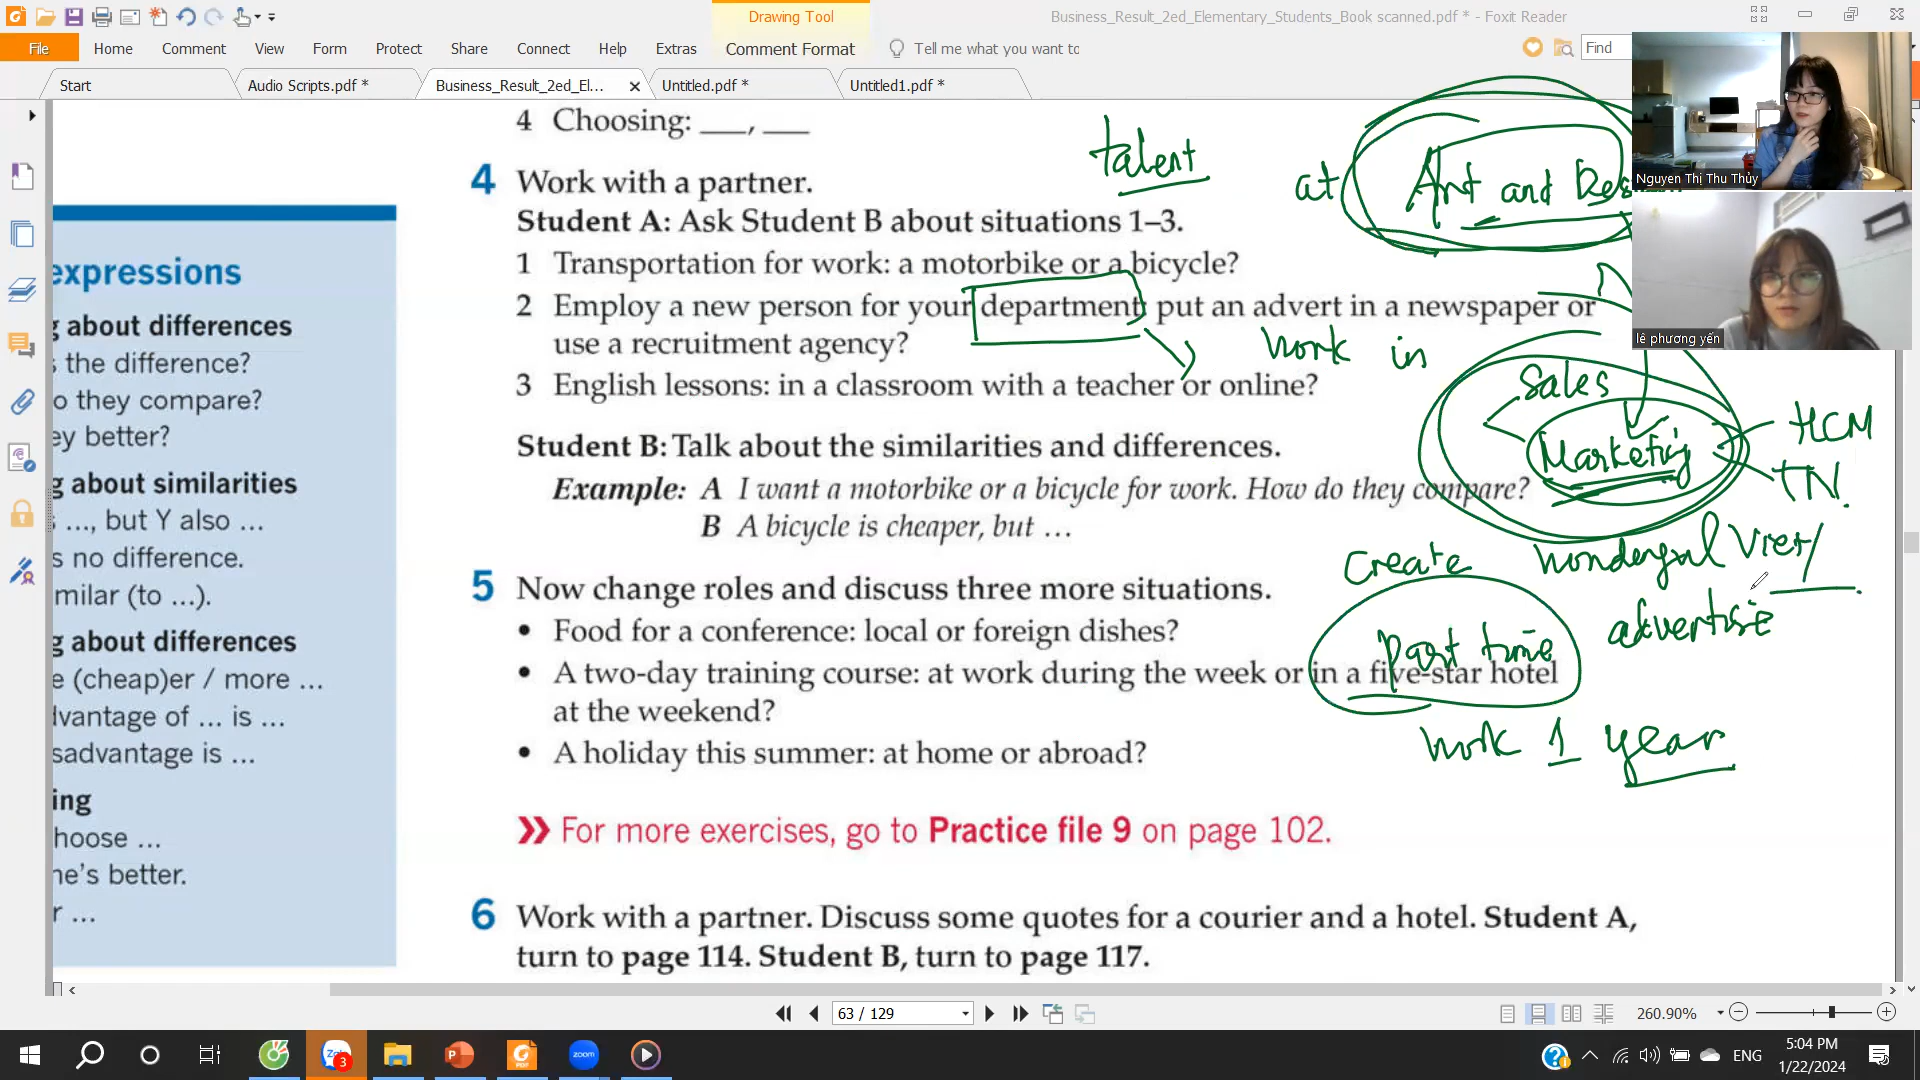 Drawing Tool
Business_Result_2ed_Elementary_Students_Book scanned.pdf * - Foxit Reader
File Home Comment View Form Protect Share Connect Help Extras Comment Format Tell me what you want to Find
Start Audio Scripts.pdf * Business_Result_2ed_El... Untitled.pdf * Untitled1.pdf *
4 Choosing: ___, ___
talent
at Art and Des
Nguyen Thị Thu Thủy
4 Work with a partner.
Student A: Ask Student B about situations 1–3.
1 Transportation for work: a motorbike or a bicycle?
2 Employ a new person for your department: put an advert in a newspaper or
use a recruitment agency?
3 English lessons: in a classroom with a teacher or online?
lê phương yến
work in
Sales
Marketing
HCM
TN
Student B: Talk about the similarities and differences.
Example: A I want a motorbike or a bicycle for work. How do they compare?
B A bicycle is cheaper, but ...
Create wonderful Viet
advertise
5 Now change roles and discuss three more situations.
• Food for a conference: local or foreign dishes?
• A two-day training course: at work during the week or in a five-star hotel
at the weekend?
• A holiday this summer: at home or abroad?
part time
work 1 year
>> For more exercises, go to Practice file 9 on page 102.
6 Work with a partner. Discuss some quotes for a courier and a hotel. Student A,
turn to page 114. Student B, turn to page 117.
expressions
g about differences
s the difference?
o they compare?
ey better?
g about similarities
s ..., but Y also ...
s no difference.
milar (to ...).
g about differences
e (cheap)er / more ...
dvantage of ... is ...
sadvantage is ...
ing
hoose ...
ne's better.
r ...
63 / 129
260.90%
3
zoom
ENG
5:04 PM
1/22/2024